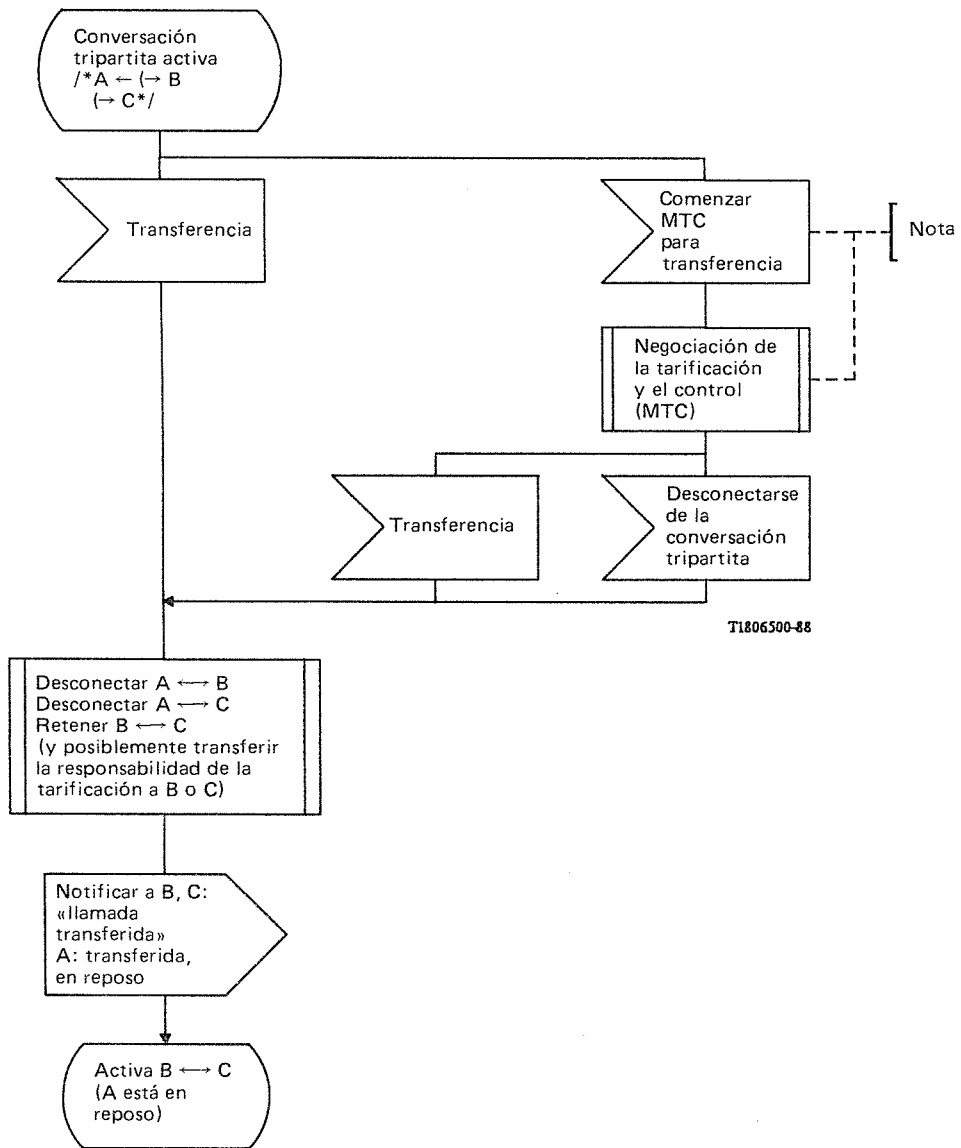 Conversación
tripartita activa
/*A ← (→ B
(→ C*/
Transferencia
Comenzar
MTC
para
transferencia
Nota
Negociación de
la tarificación
y el control
(MTC)
Transferencia
Desconectarse
de la
conversación
tripartita
T1806500-88
Desconectar A ←→ B
Desconectar A ←→ C
Retener B ←→ C
(y posiblemente transferir
la responsabilidad de la
tarificación a B o C)
Notificar a B, C:
«llamada
transferida»
A: transferida,
en reposo
Activa B ←→ C
(A está en
reposo)